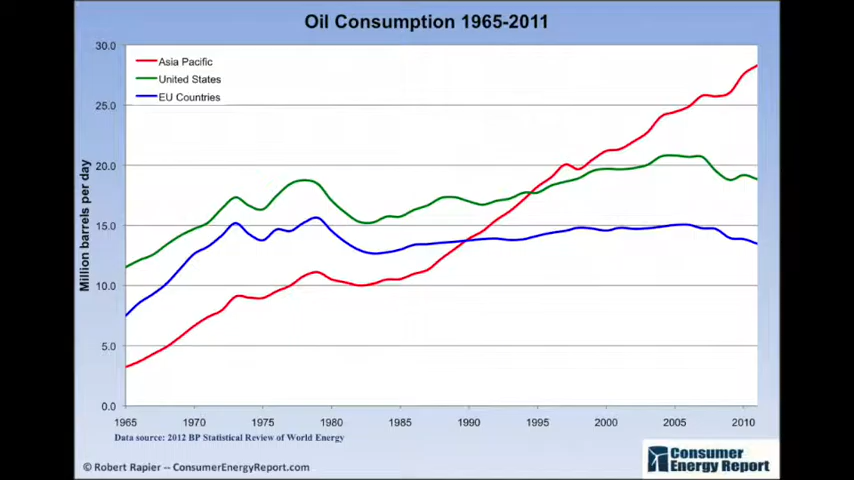 Oil Consumption 1965-2011
30.0
Asia Pacific
United States
EU Countries
25.0
20.0
15.0
10.0
5.0
0.0
Million barrels per day
1965 1970 1975 1980 1985 1990 1995 2000 2005 2010
Data source: 2012 BP Statistical Review of World Energy
© Robert Rapier -- ConsumerEnergyReport.com
Consumer
Energy Report